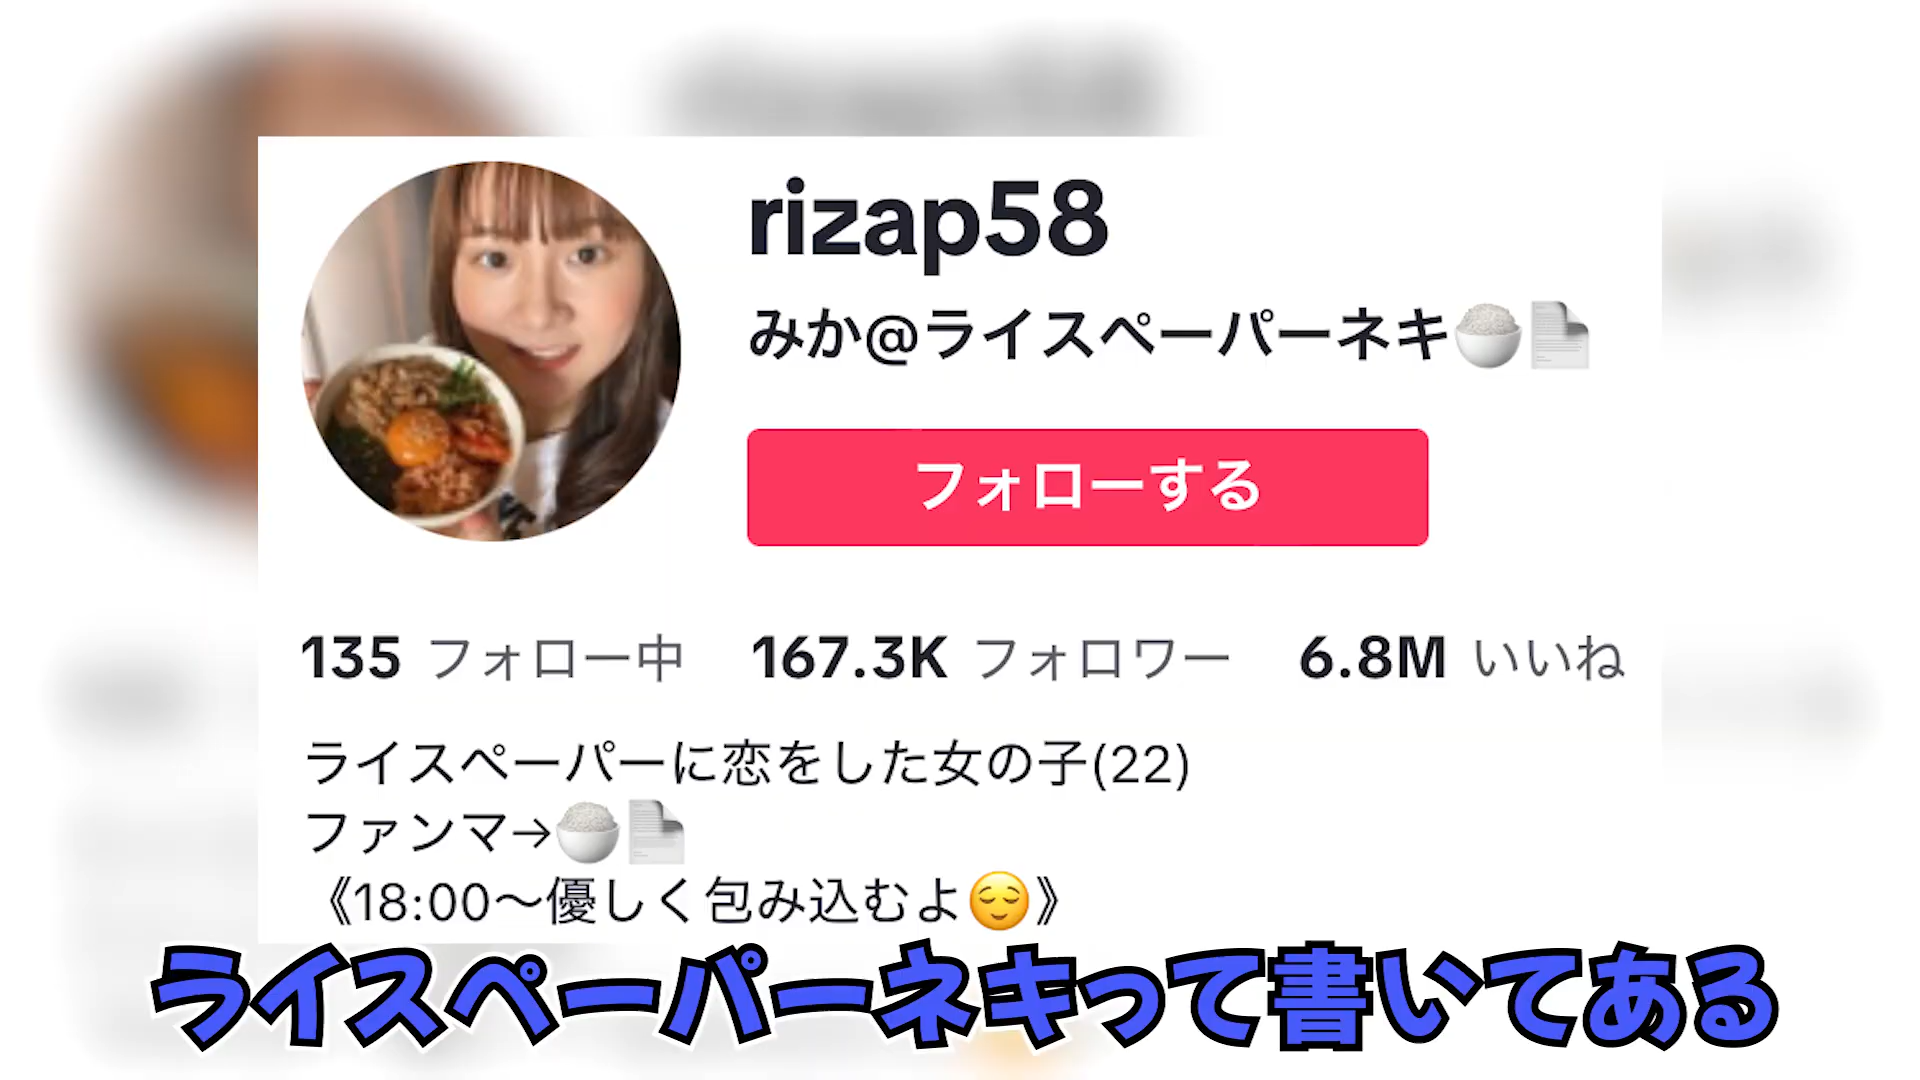 rizap58
みか@ライスペーパーネキ🍚📄
フォローする
135 フォロー中 167.3K フォロワー 6.8M いいね
ライスペーパーに恋をした女の子(22)
ファンマ→🍚📄
《18:00〜優しく包み込むよ😌》
ライスペーパーネキって書いてある